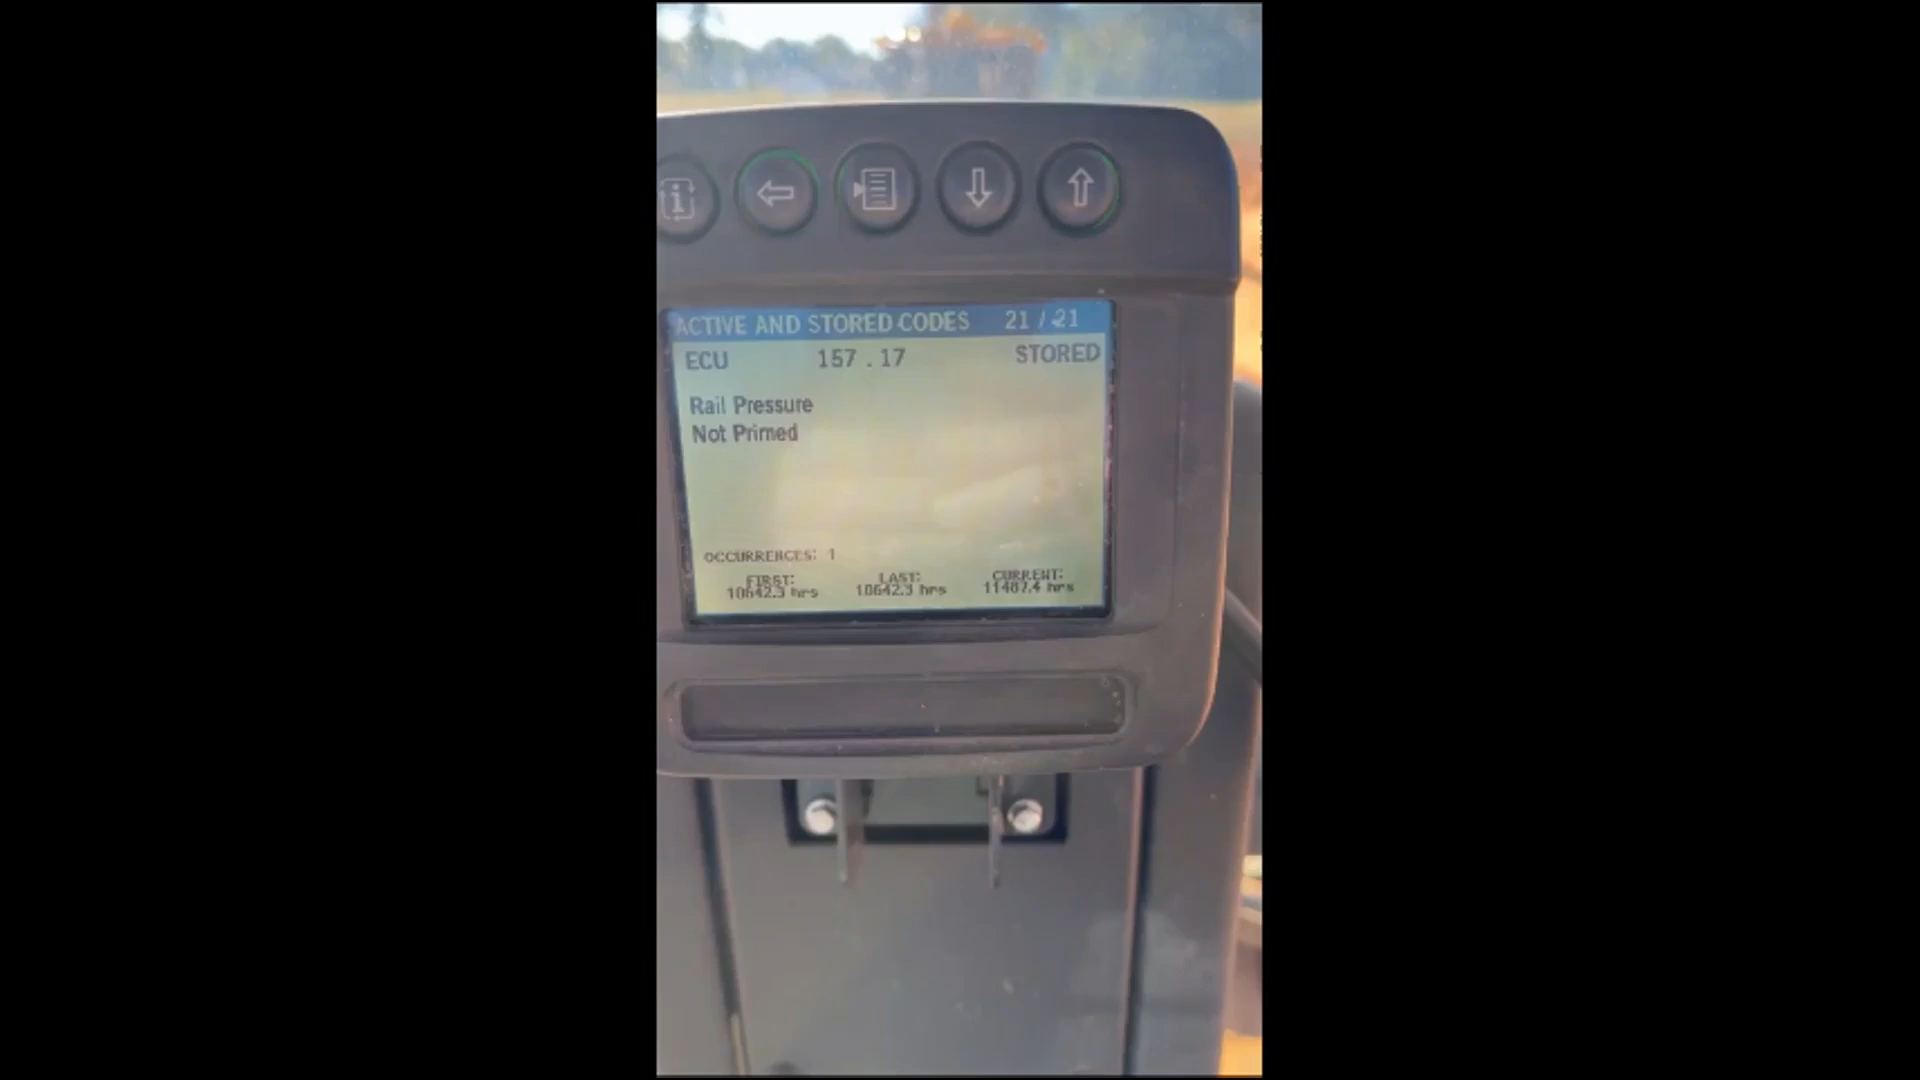 ACTIVE AND STORED CODES 21 / 21
ECU 157 . 17 STORED
Rail Pressure
Not Primed
OCCURRENCES: 1
FIRST: LAST: CURRENT:
10642.3 hrs 10642.3 hrs 11487.4 hrs